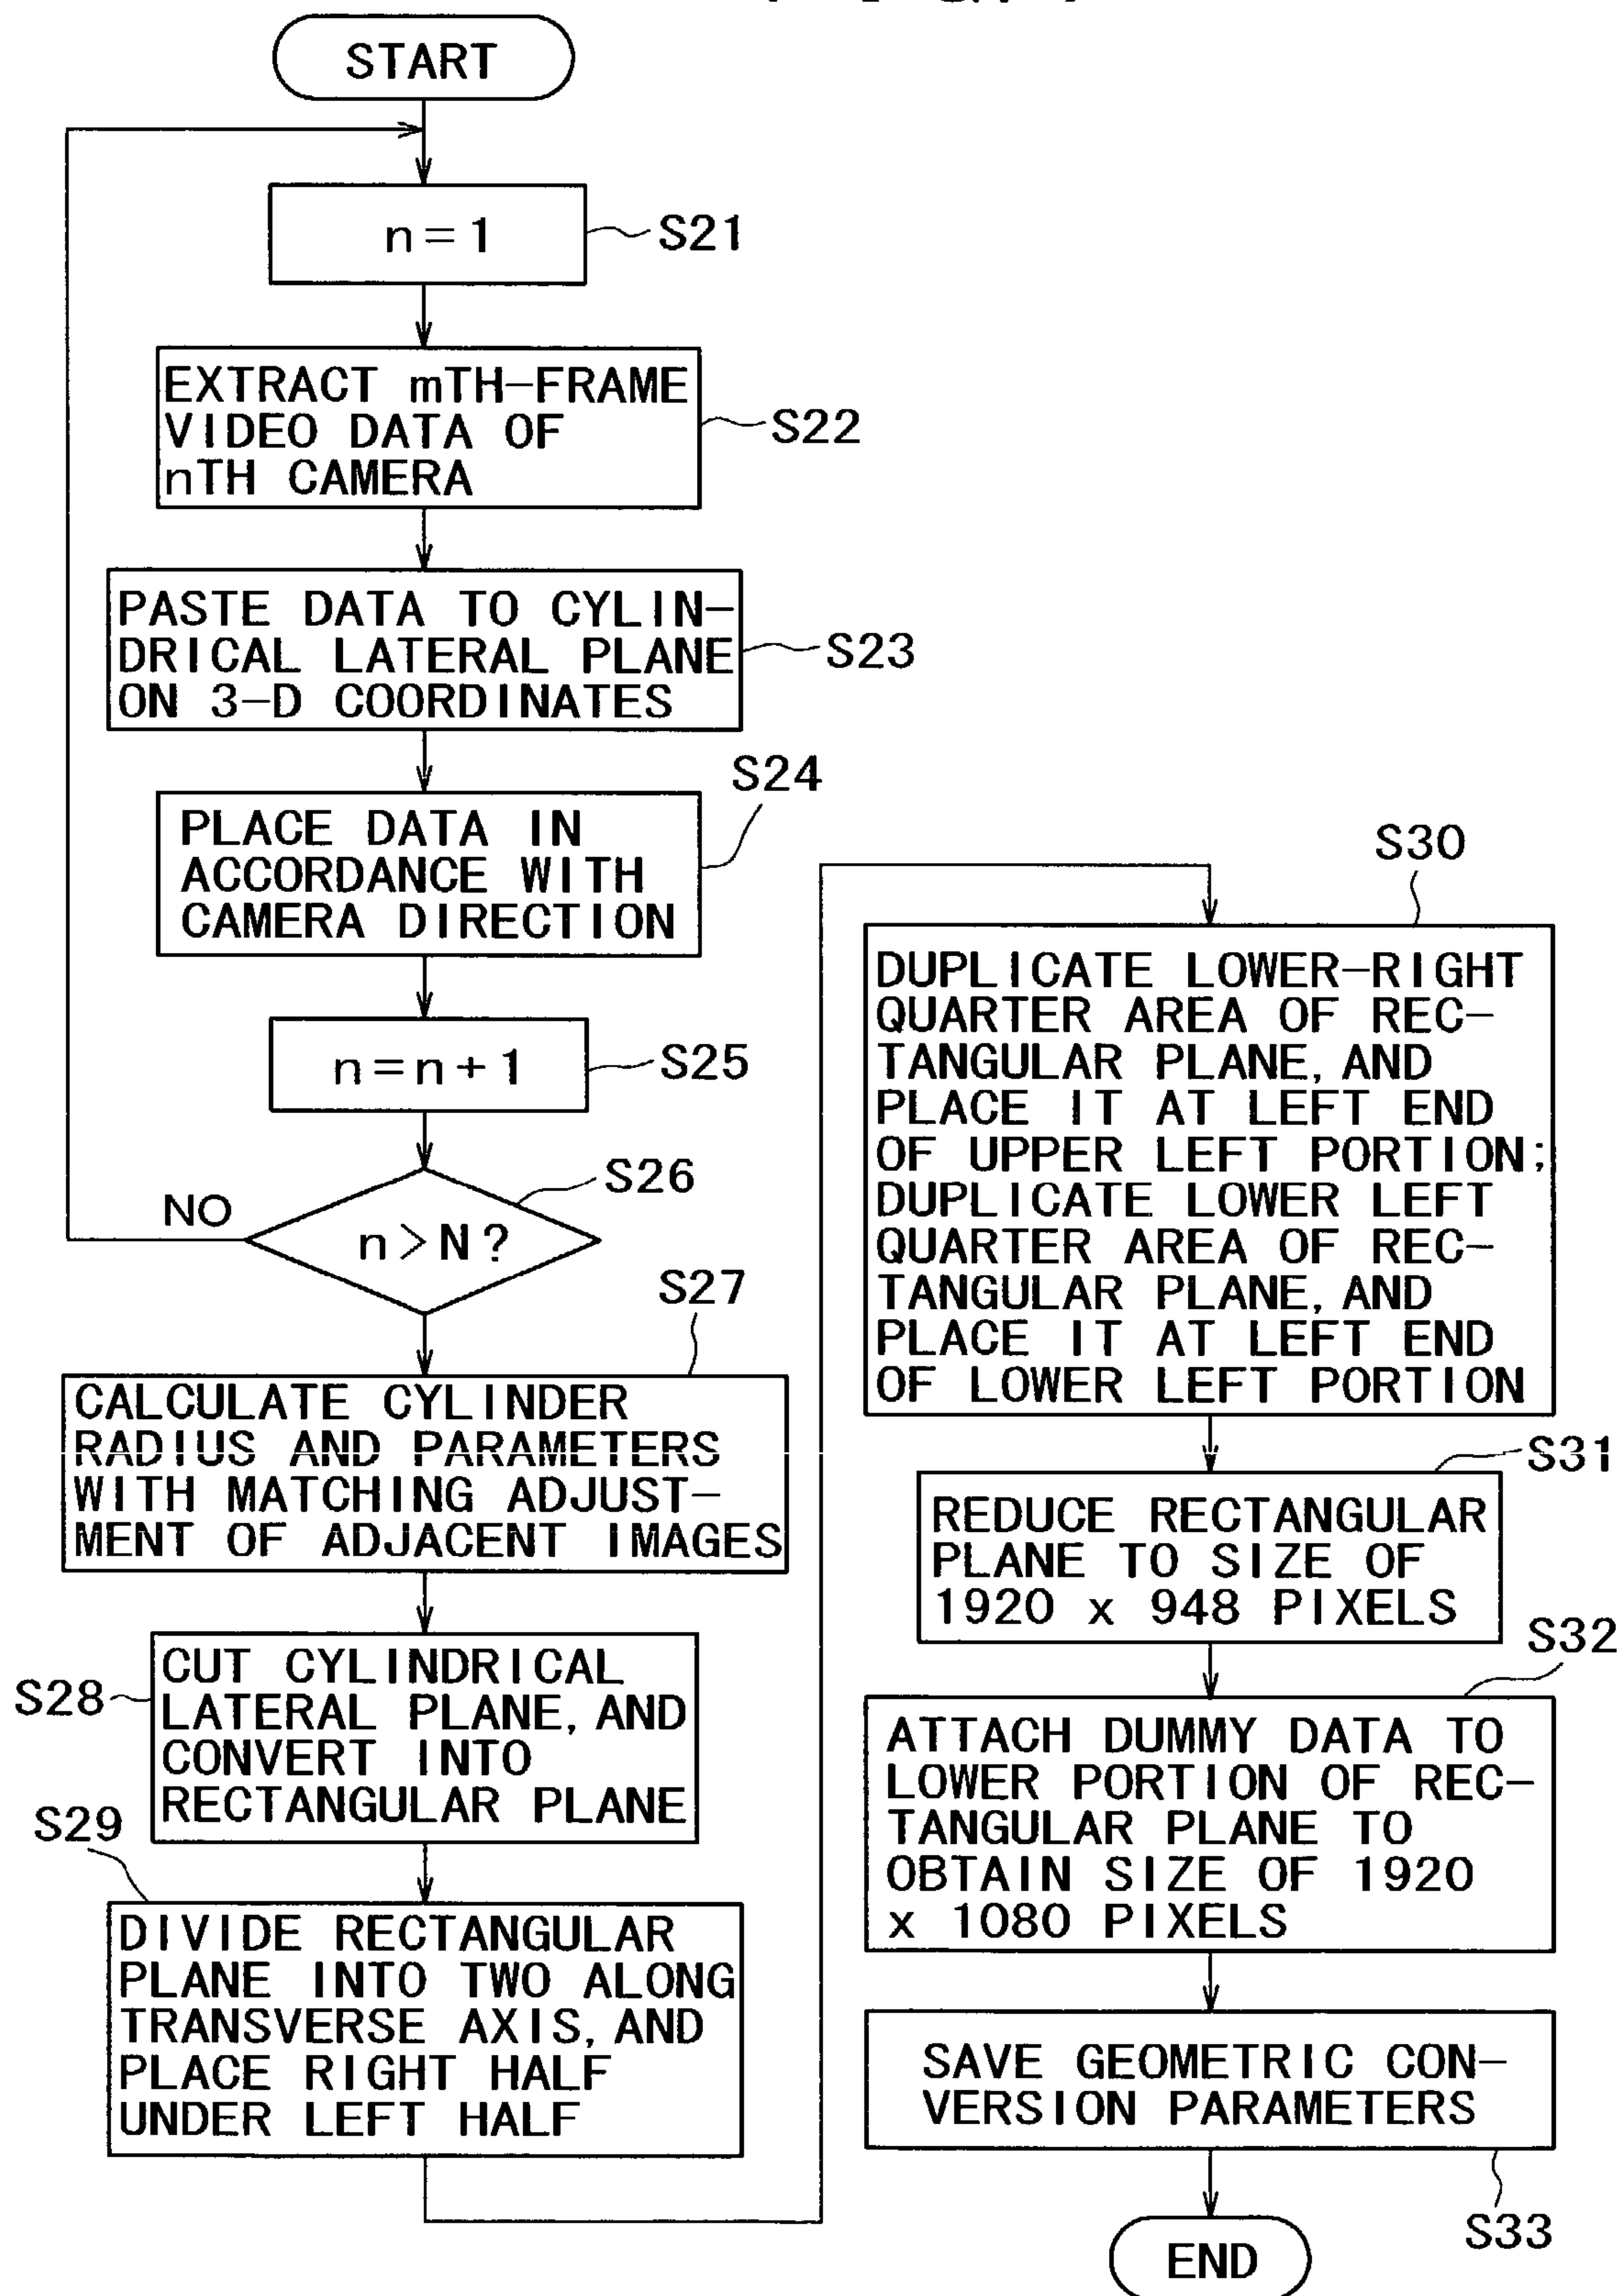 START
n=1
S21
EXTRACT mTH-FRAME
VIDEO DATA OF
nTH CAMERA
S22
PASTE DATA TO CYLIN-
DRICAL LATERAL PLANE
ON 3-D COORDINATES
S23
S24
PLACE DATA IN
ACCORDANCE WITH
CAMERA DIRECTION
n=n+1
S25
S26
NO
n>N?
S27
CALCULATE CYLINDER
RADIUS AND PARAMETERS
WITH MATCHING ADJUST-
MENT OF ADJACENT IMAGES
S28
CUT CYLINDRICAL
LATERAL PLANE, AND
CONVERT INTO
RECTANGULAR PLANE
S29
DIVIDE RECTANGULAR
PLANE INTO TWO ALONG
TRANSVERSE AXIS, AND
PLACE RIGHT HALF
UNDER LEFT HALF
S30
DUPLICATE LOWER-RIGHT
QUARTER AREA OF REC-
TANGULAR PLANE, AND
PLACE IT AT LEFT END
OF UPPER LEFT PORTION;
DUPLICATE LOWER LEFT
QUARTER AREA OF REC-
TANGULAR PLANE, AND
PLACE IT AT LEFT END
OF LOWER LEFT PORTION
S31
REDUCE RECTANGULAR
PLANE TO SIZE OF
1920 x 948 PIXELS
S32
ATTACH DUMMY DATA TO
LOWER PORTION OF REC-
TANGULAR PLANE TO
OBTAIN SIZE OF 1920
x 1080 PIXELS
SAVE GEOMETRIC CON-
VERSION PARAMETERS
S33
END